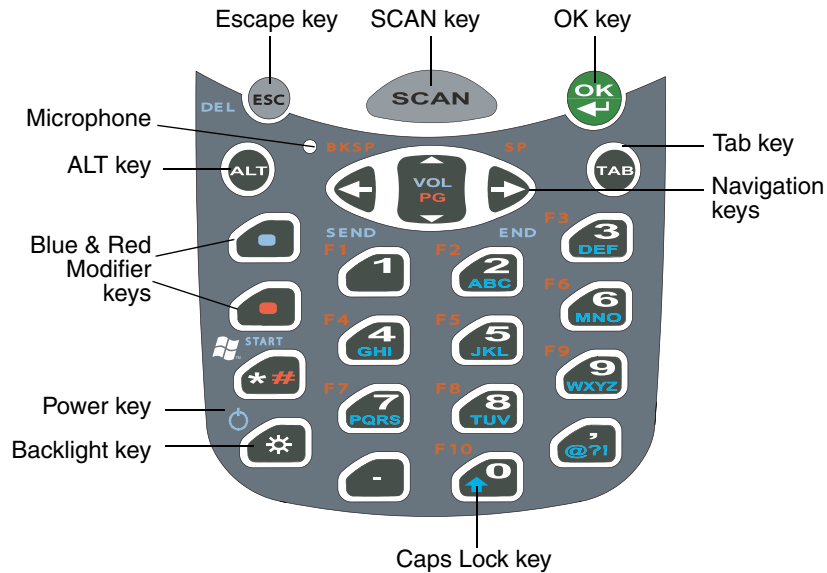 Escape key SCAN key OK key
DEL ESC SCAN OK
Microphone BKSP SP Tab key
ALT key ALT VOL TAB
PG Navigation
keys
SEND END F3
Blue & Red
Modifier
keys
F1 1 F2 2 ABC 3 DEF
F4 4 GHI F5 5 JKL F6 6 MNO
START
* #
F7 7 PQRS F8 8 TUV F9 9 WXYZ
Power key
Backlight key
- F10 0 , @?!
Caps Lock key